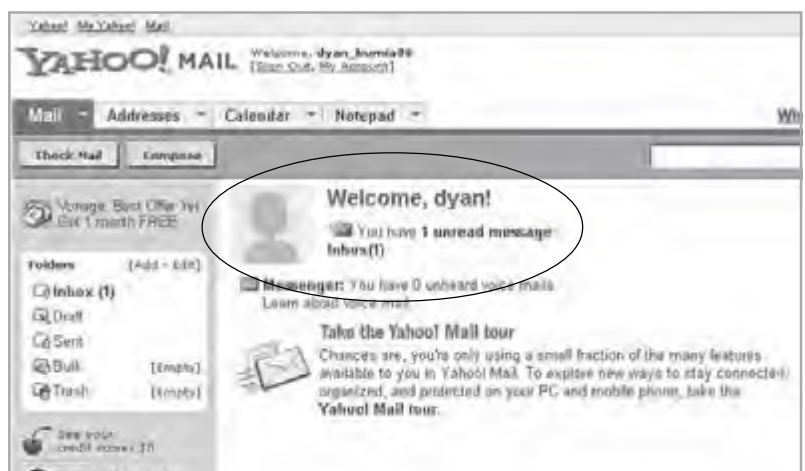 Yahoo! My Yahoo! Mail
YAHOO! MAIL
Welcome, dyan_kurnia89
[Sign Out, My Account]
Mail Addresses Calendar Notepad
Check Mail Compose
Vonage: Best Offer Yet
Get 1 month FREE
Folders [Add - Edit]
Inbox (1)
Draft
Sent
Bulk [Empty]
Trash [Empty]
See your
credit score: $0
Welcome, dyan!
You have 1 unread message
Inbox(1)
Messenger: You have 0 unheard voice mails
Learn about voice mail
Take the Yahoo! Mail tour
Chances are, you're only using a small fraction of the many features
available to you in Yahoo! Mail. To explore new ways to stay connected,
organized, and protected on your PC and mobile phone, take the
Yahoo! Mail tour.